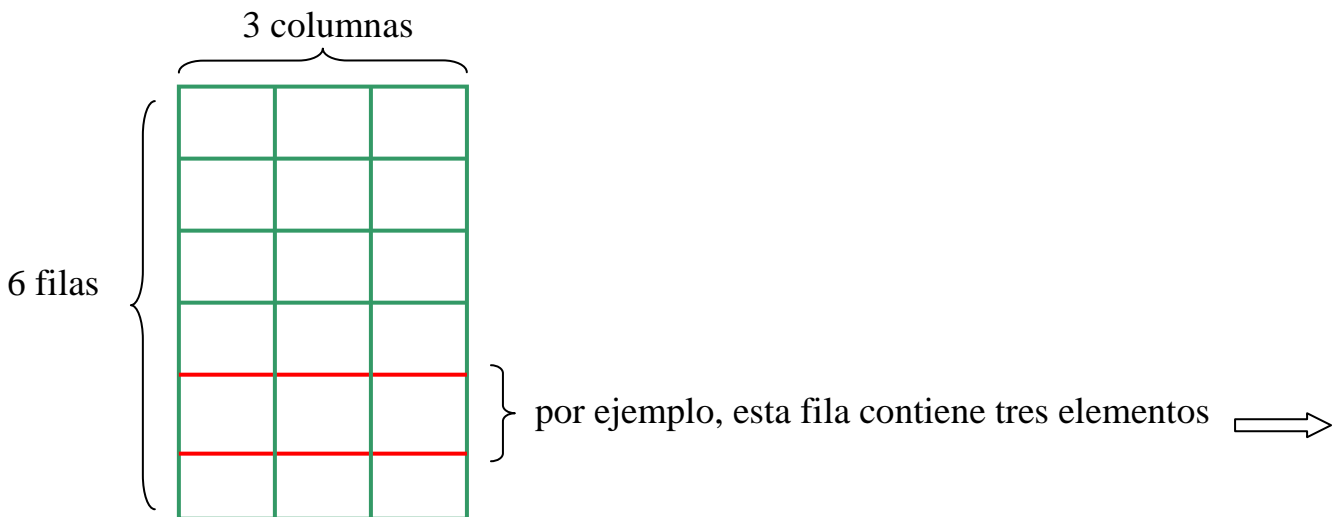 3 columnas
6 filas
por ejemplo, esta fila contiene tres elementos